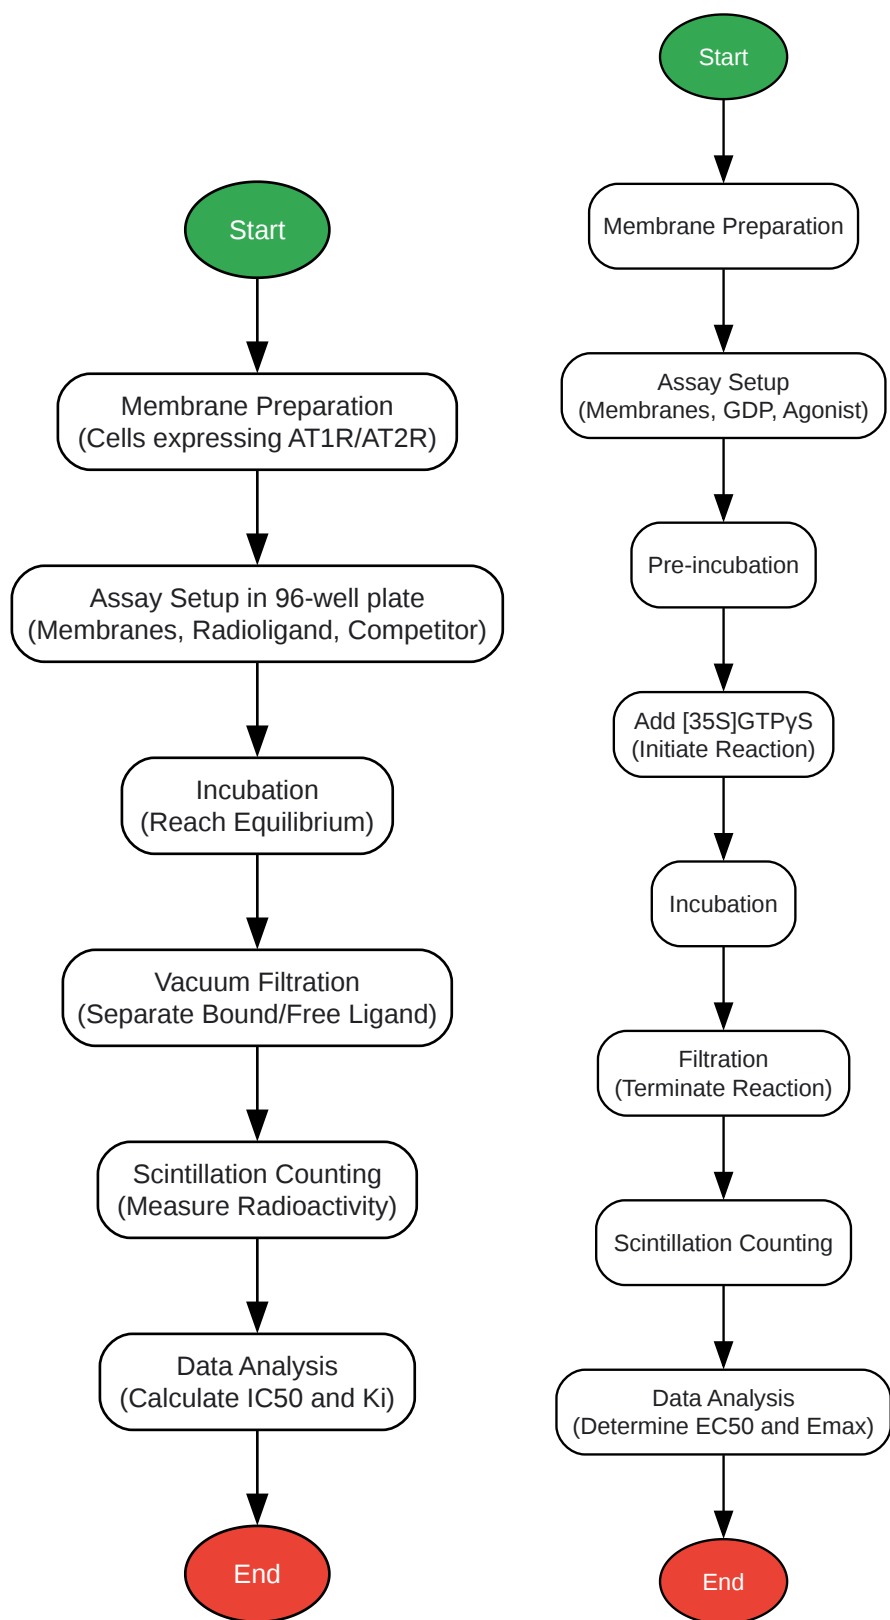 Start
Membrane Preparation
(Cells expressing AT1R/AT2R)
Assay Setup in 96-well plate
(Membranes, Radioligand, Competitor)
Incubation
(Reach Equilibrium)
Vacuum Filtration
(Separate Bound/Free Ligand)
Scintillation Counting
(Measure Radioactivity)
Data Analysis
(Calculate IC50 and Ki)
End
Start
Membrane Preparation
Assay Setup
(Membranes, GDP, Agonist)
Pre-incubation
Add [35S]GTPγS
(Initiate Reaction)
Incubation
Filtration
(Terminate Reaction)
Scintillation Counting
Data Analysis
(Determine EC50 and Emax)
End